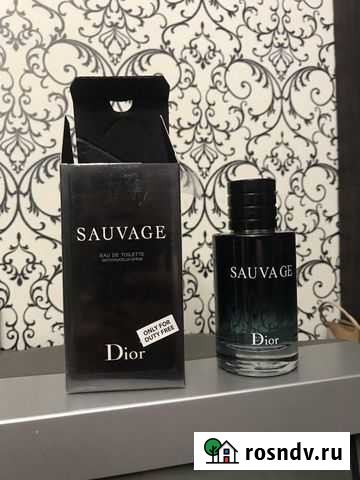 SAUVAGE
EAU DE TOILETTE
ONLY FOR
DUTY FREE
Dior
SAUVAGE
Dior
rosndv.ru